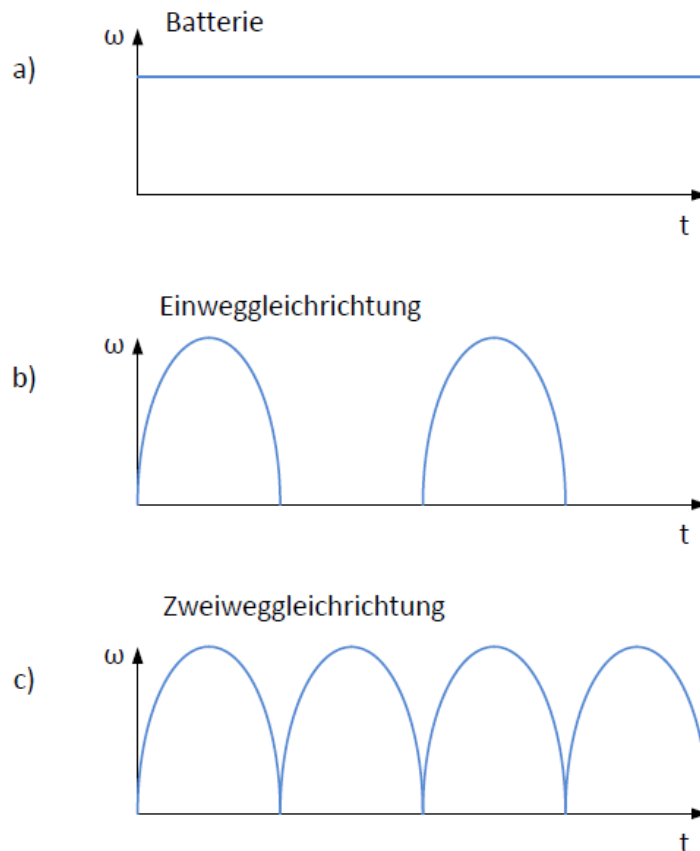 Batterie
ω
a)
t
Einweggleichrichtung
ω
b)
t
Zweiweggleichrichtung
ω
c)
t